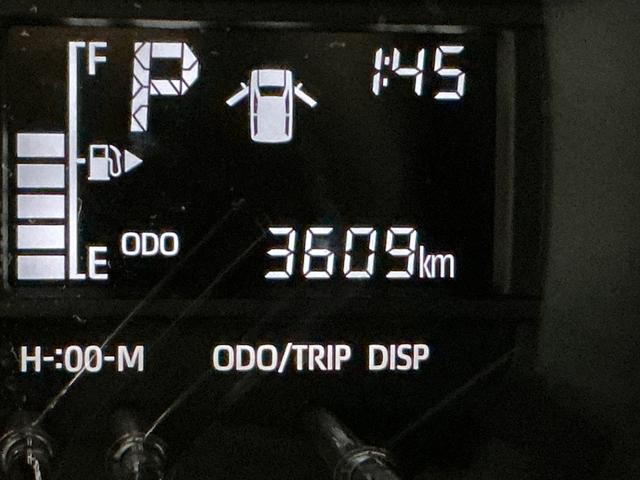 F
P
1:45
E
ODO
3609km
H-:00-M
ODO/TRIP DISP